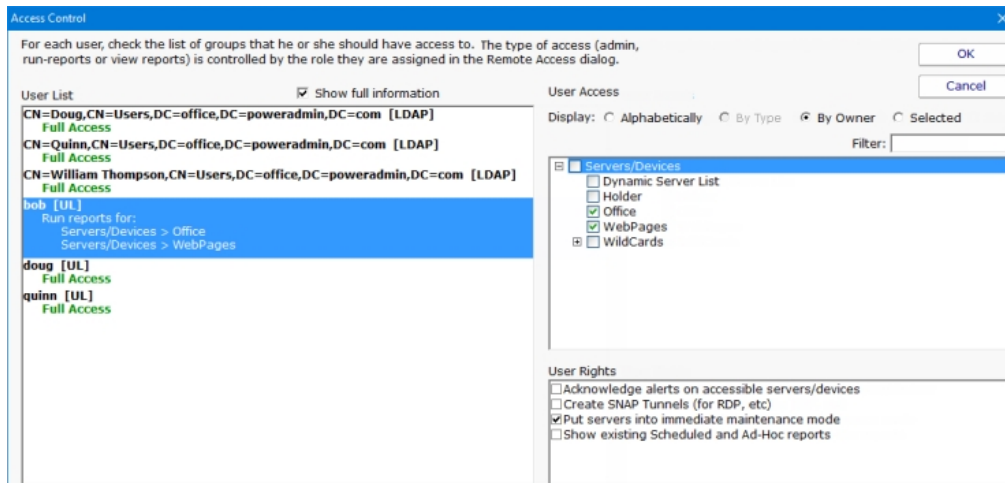 Access Control
For each user, check the list of groups that he or she should have access to. The type of access (admin,
run-reports or view reports) is controlled by the role they are assigned in the Remote Access dialog.
OK
Cancel
User List
Show full information
CN=Doug,CN=Users,DC=office,DC=poweradmin,DC=com [LDAP]
Full Access
CN=Quinn,CN=Users,DC=office,DC=poweradmin,DC=com [LDAP]
Full Access
CN=William Thompson,CN=Users,DC=office,DC=poweradmin,DC=com [LDAP]
Full Access
bob [UL]
Run reports for:
Servers/Devices > Office
Servers/Devices > WebPages
doug [UL]
Full Access
quinn [UL]
Full Access
User Access
Display: Alphabetically By Type By Owner Selected
Filter:
Servers/Devices
Dynamic Server List
Holder
Office
WebPages
WildCards
User Rights
Acknowledge alerts on accessible servers/devices
Create SNAP Tunnels (for RDP, etc)
Put servers into immediate maintenance mode
Show existing Scheduled and Ad-Hoc reports